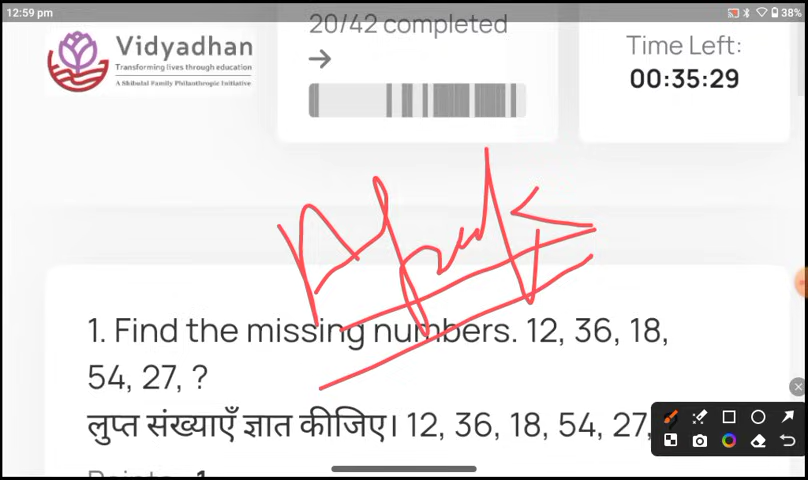 12:59 pm
38%
Vidyadhan
Transforming lives through education
A Shibulal Family Philanthropic Initiative
20/42 completed
Time Left:
00:35:29
1. Find the missing numbers. 12, 36, 18,
54, 27, ?
लुप्त संख्याएँ ज्ञात कीजिए। 12, 36, 18, 54, 27,